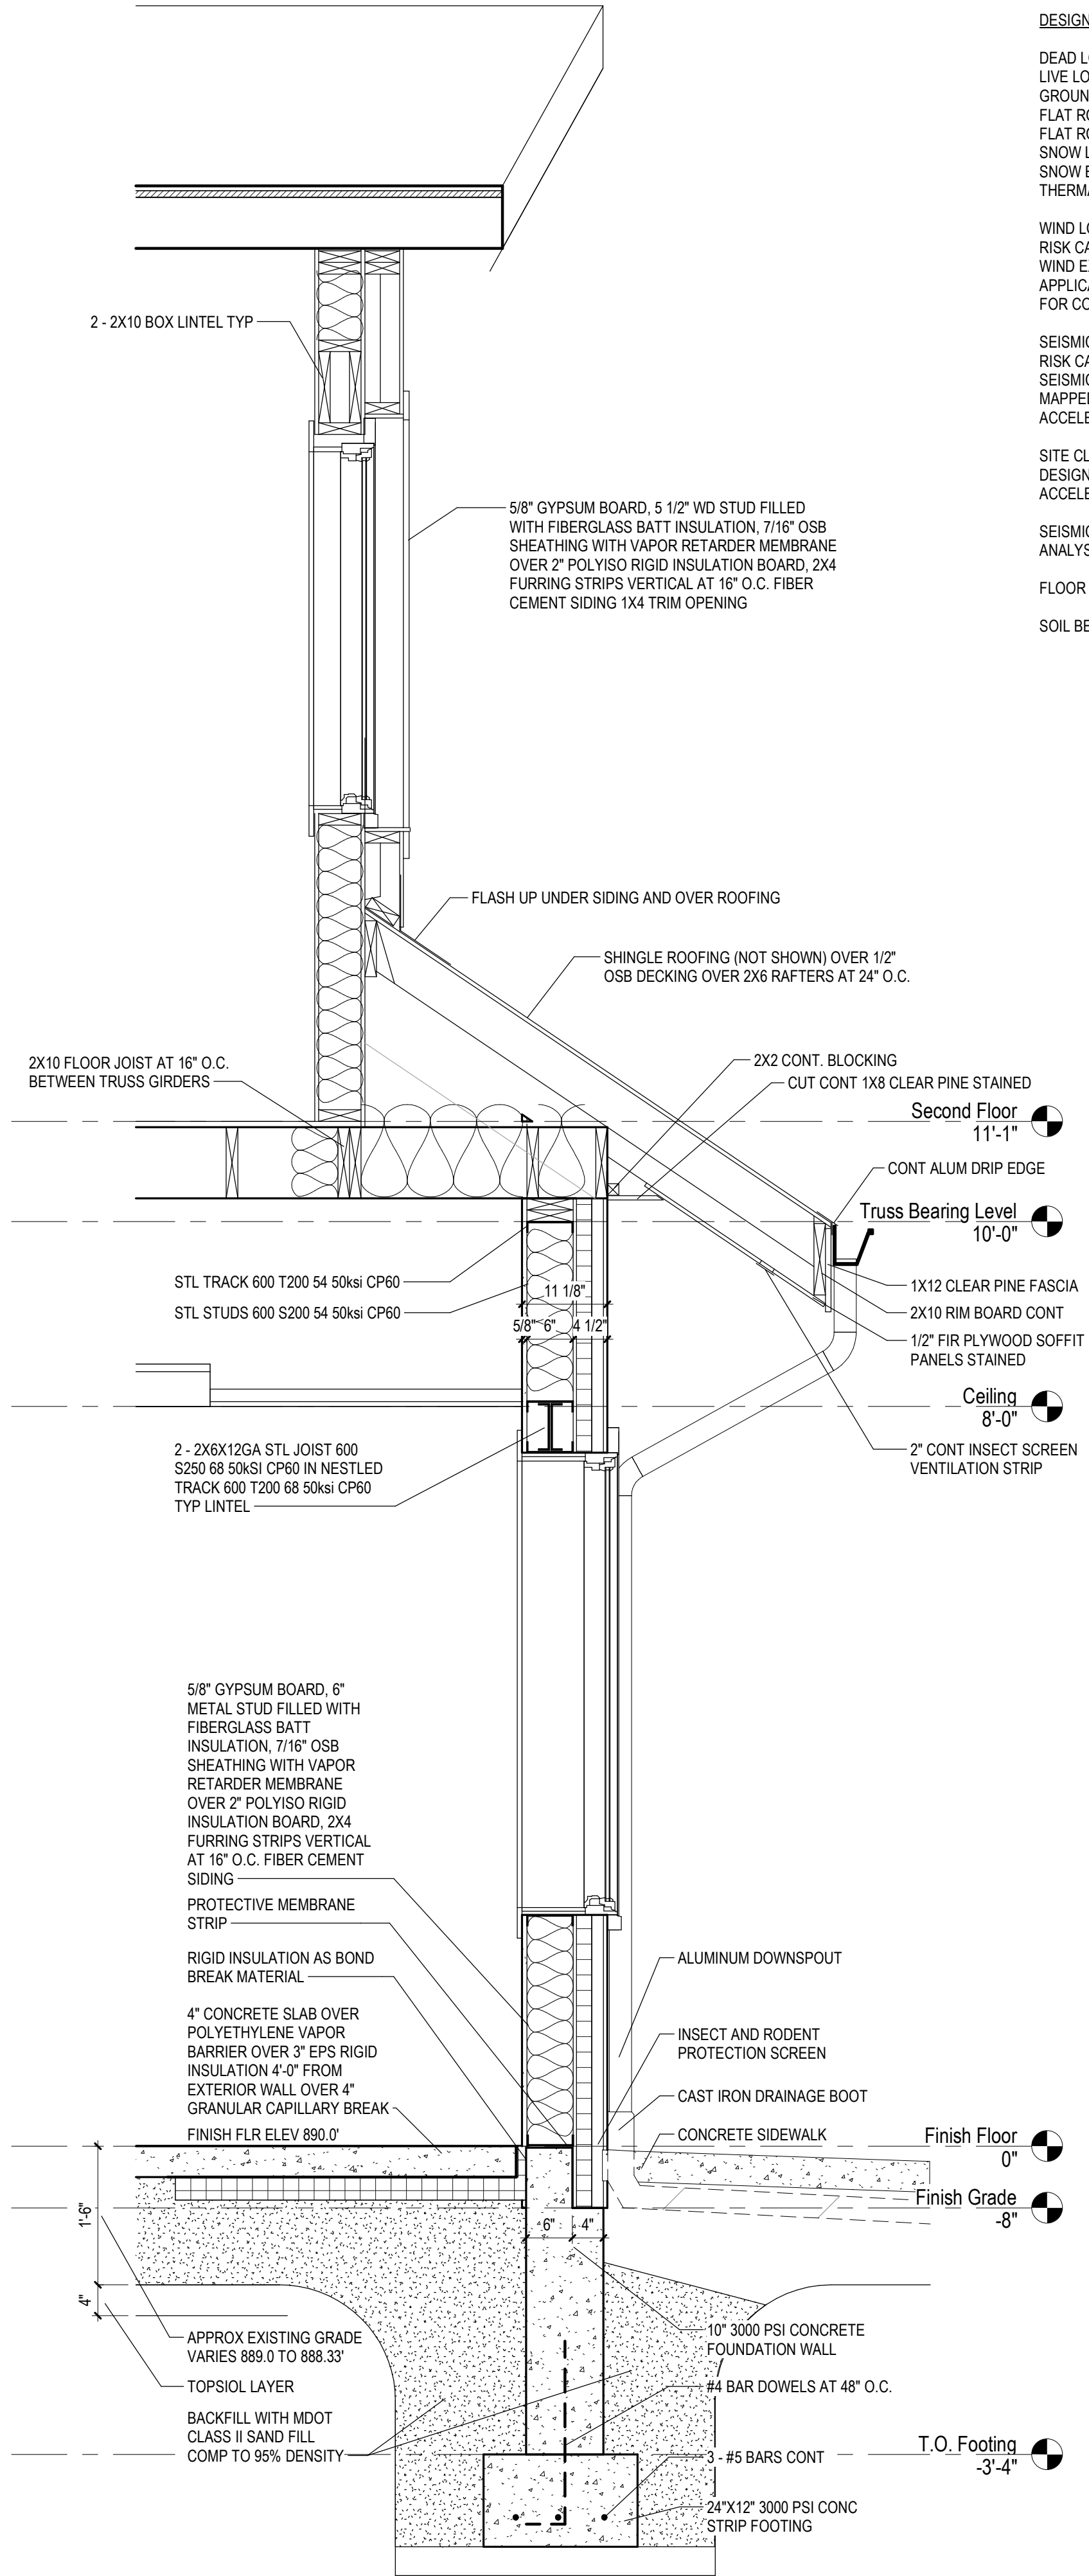 DESIGN
DEAD L
LIVE LO
GROUN
FLAT RO
FLAT RO
SNOW L
SNOW E
THERMA
WIND LO
RISK CA
WIND EX
APPLICA
FOR CO
SEISMIC
RISK CA
SEISMIC
MAPPED
ACCELE
SITE CL
DESIGN
ACCELE
SEISMIC
ANALYS
FLOOR
SOIL BE
2 - 2X10 BOX LINTEL TYP
5/8" GYPSUM BOARD, 5 1/2" WD STUD FILLED
WITH FIBERGLASS BATT INSULATION, 7/16" OSB
SHEATHING WITH VAPOR RETARDER MEMBRANE
OVER 2" POLYISO RIGID INSULATION BOARD, 2X4
FURRING STRIPS VERTICAL AT 16" O.C. FIBER
CEMENT SIDING 1X4 TRIM OPENING
FLASH UP UNDER SIDING AND OVER ROOFING
SHINGLE ROOFING (NOT SHOWN) OVER 1/2"
OSB DECKING OVER 2X6 RAFTERS AT 24" O.C.
2X10 FLOOR JOIST AT 16" O.C.
BETWEEN TRUSS GIRDERS
2X2 CONT. BLOCKING
CUT CONT 1X8 CLEAR PINE STAINED
Second Floor
11'-1"
CONT ALUM DRIP EDGE
Truss Bearing Level
10'-0"
STL TRACK 600 T200 54 50ksi CP60
STL STUDS 600 S200 54 50ksi CP60
11 1/8"
5/8" 6" 4 1/2"
1X12 CLEAR PINE FASCIA
2X10 RIM BOARD CONT
1/2" FIR PLYWOOD SOFFIT
PANELS STAINED
Ceiling
8'-0"
2" CONT INSECT SCREEN
VENTILATION STRIP
2 - 2X6X12GA STL JOIST 600
S250 68 50kSI CP60 IN NESTLED
TRACK 600 T200 68 50ksi CP60
TYP LINTEL
5/8" GYPSUM BOARD, 6"
METAL STUD FILLED WITH
FIBERGLASS BATT
INSULATION, 7/16" OSB
SHEATHING WITH VAPOR
RETARDER MEMBRANE
OVER 2" POLYISO RIGID
INSULATION BOARD, 2X4
FURRING STRIPS VERTICAL
AT 16" O.C. FIBER CEMENT
SIDING
PROTECTIVE MEMBRANE
STRIP
RIGID INSULATION AS BOND
BREAK MATERIAL
4" CONCRETE SLAB OVER
POLYETHYLENE VAPOR
BARRIER OVER 3" EPS RIGID
INSULATION 4'-0" FROM
EXTERIOR WALL OVER 4"
GRANULAR CAPILLARY BREAK
FINISH FLR ELEV 890.0'
ALUMINUM DOWNSPOUT
INSECT AND RODENT
PROTECTION SCREEN
CAST IRON DRAINAGE BOOT
CONCRETE SIDEWALK
Finish Floor
0"
Finish Grade
-8"
1'-6"
4"
6" 4"
APPROX EXISTING GRADE
VARIES 889.0 TO 888.33'
TOPSIOL LAYER
BACKFILL WITH MDOT
CLASS II SAND FILL
COMP TO 95% DENSITY
10" 3000 PSI CONCRETE
FOUNDATION WALL
#4 BAR DOWELS AT 48" O.C.
3 - #5 BARS CONT
24"X12" 3000 PSI CONC
STRIP FOOTING
T.O. Footing
-3'-4"